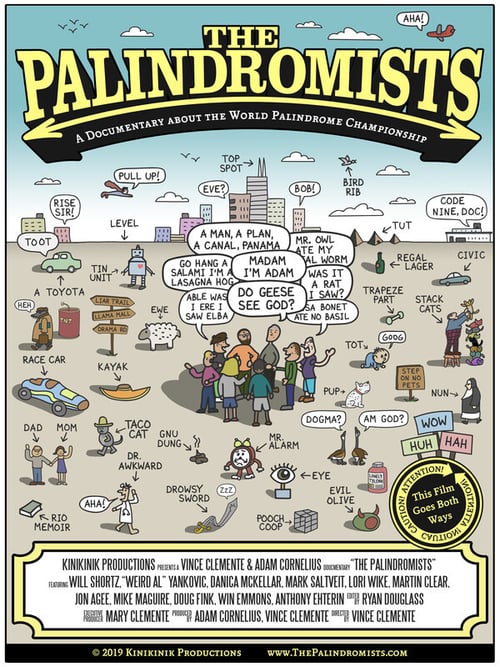 AHA!
THE
PALINDROMISTS
A DOCUMENTARY ABOUT THE WORLD PALINDROME CHAMPIONSHIP
TOP
SPOT
BIRD
RIB
PULL UP!
EVE?
BOB!
RISE
SIR!
CODE
NINE, DOC!
LEVEL
TUT
TOOT
A MAN, A PLAN,
A CANAL, PANAMA
MR. OWL
ATE MY
AL WORM
GO HANG A
SALAMI I'M A
LASAGNA HOG
MADAM
I'M ADAM
WAS IT
A RAT
I SAW?
REGAL
LAGER
CIVIC
TIN
UNIT
A TOYOTA
ABLE WAS
I ERE I
SAW ELBA
DO GEESE
SEE GOD?
SA BONET
ATE NO BASIL
TRAPEZE
PART
STACK
CATS
HEH
TNT
LIAR TRAIL
LLAMA MALL
DRAMA RD
EWE
TOT
GOOG
RACE CAR
KAYAK
STEP
ON NO
PETS
PUP
NUN
DOGMA?
AM GOD?
WOW
HUH
HAH
DAD
MOM
TACO
CAT
GNU
DUNG
MR.
ALARM
DR.
AWKWARD
EYE
ATTENTION!
CAUTION!
This Film
Goes Both
Ways
ATTENTION!
CAUTION!
AHA!
DROWSY
SWORD
ZZZ
EVIL
OLIVE
RIO
MEMOIR
POOCH
COOP
KINIKINIK PRODUCTIONS PRESENTS A VINCE CLEMENTE & ADAM CORNELIUS DOCUMENTARY "THE PALINDROMISTS"
FEATURING WILL SHORTZ, "WEIRD AL" YANKOVIC, DANICA MCKELLAR, MARK SALTVEIT, LORI WIKE, MARTIN CLEAR,
JON AGEE, MIKE MAGUIRE, DOUG FINK, WIN EMMONS, ANTHONY EHTERIN EDITED BY RYAN DOUGLASS
EXECUTIVE PRODUCER MARY CLEMENTE PRODUCED BY ADAM CORNELIUS, VINCE CLEMENTE DIRECTED BY VINCE CLEMENTE
© 2019 KINIKINIK PRODUCTIONS WWW.THEPALINDROMISTS.COM